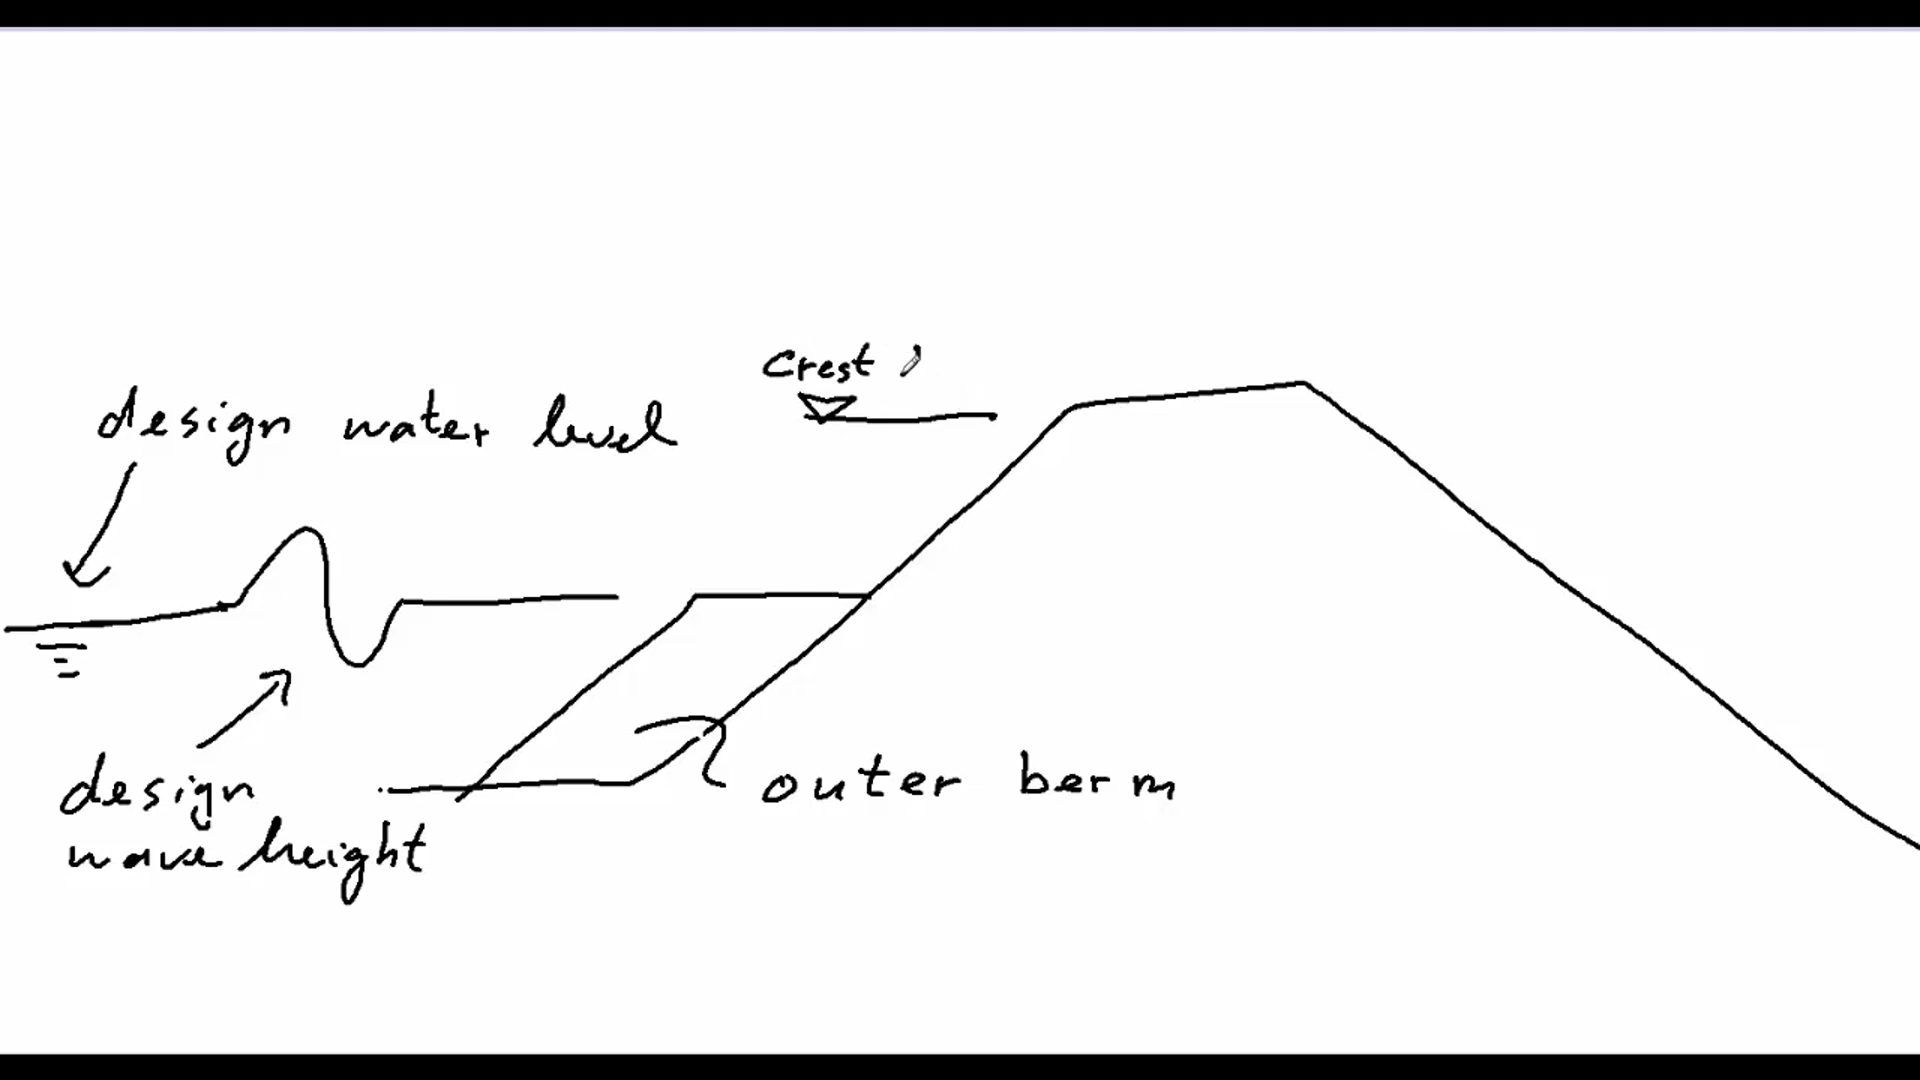 Crest
design water level
design
wave height
outer berm